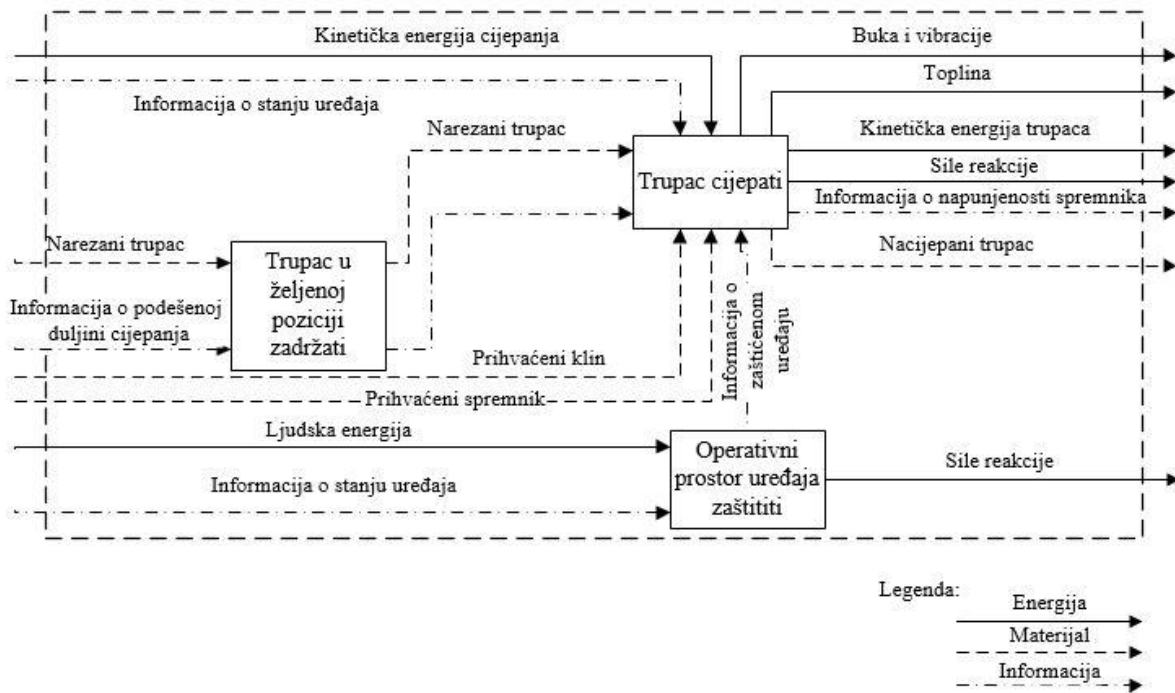 Kinetička energija cijepanja
Buka i vibracije
Toplina
Informacija o stanju uređaja
Narezani trupac
Kinetička energija trupaca
Trupac cijepati
Sile reakcije
Informacija o napunjenosti spremnika
Narezani trupac
Nacijepani trupac
Trupac u
željenoj
poziciji
zadržati
Informacija o podešenoj
duljini cijepanja
Informacija o
zaštićenom
uređaju
Prihvaćeni klin
Prihvaćeni spremnik
Ljudska energija
Operativni
prostor uređaja
zaštititi
Sile reakcije
Informacija o stanju uređaja
Legenda:
Energija
Materijal
Informacija